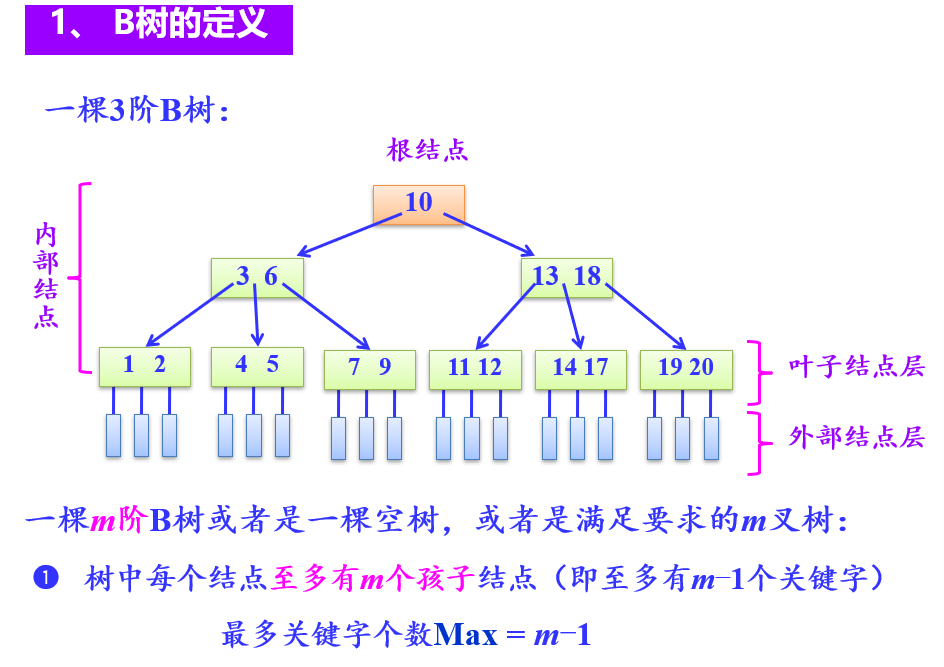 1、 B树的定义
一棵3阶B树：
根结点
10
内部结点
3 6
13 18
1 2
4 5
7 9
11 12
14 17
19 20
叶子结点层
外部结点层
一棵m阶B树或者是一棵空树，或者是满足要求的m叉树：
❶ 树中每个结点至多有m个孩子结点（即至多有m-1个关键字）
最多关键字个数Max = m-1